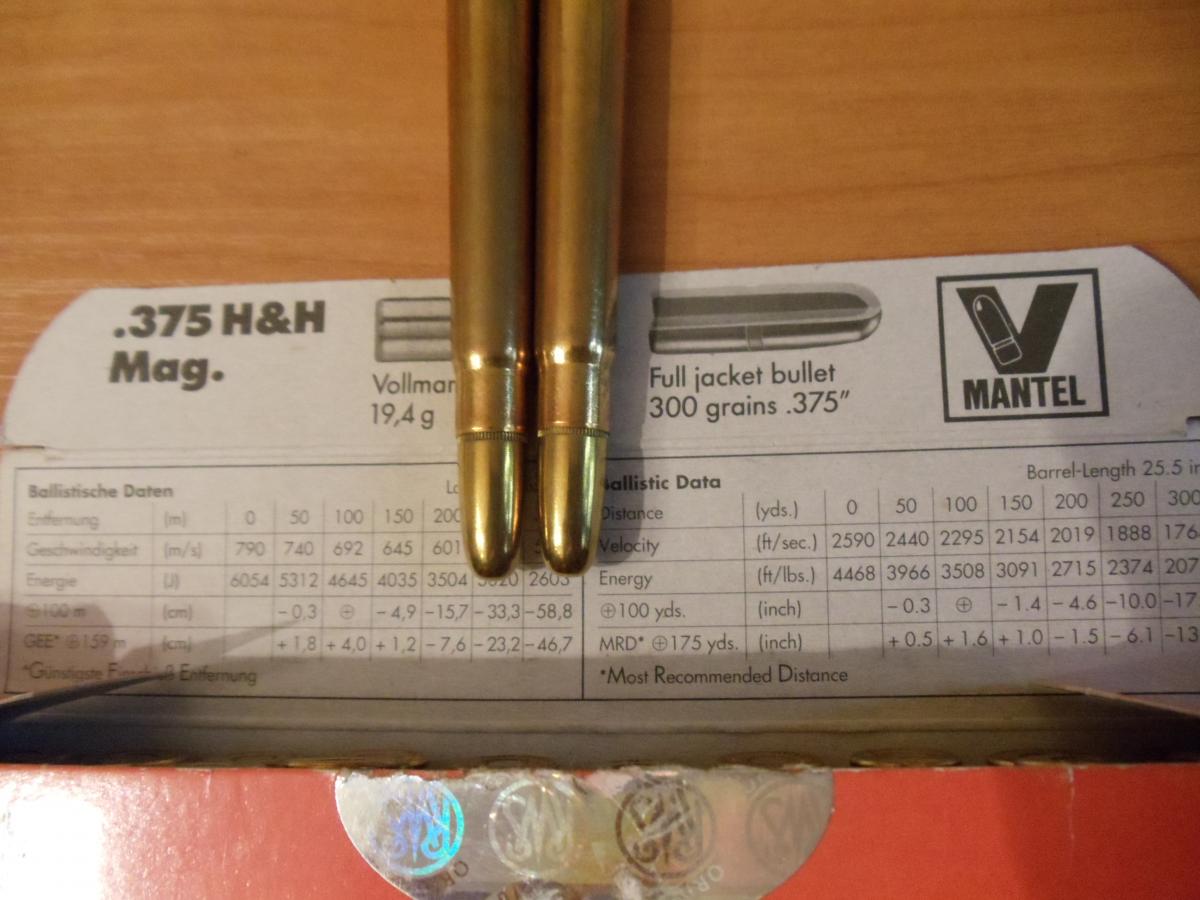 .375 H&H
Mag.
19,4 g
Full jacket bullet
300 grains .375"
V
MANTEL
Ballistische Daten
Entfernung (m) 0 50 100 150
Geschwindigkeit (m/s) 790 740 692 645 601
Energie (J) 6054 5312 4645 4035 3504 2603
⊕100 m (cm) −0,3 ⊕ −4,9 −15,7 −33,3 −58,8
GEE* ⊕159 m (cm) +1,8 +4,0 +1,2 −7,6 −23,2 −46,7
*Günstigste Einschuß Entfernung
Ballistic Data Barrel-Length 25.5
Distance (yds.) 0 50 100 150 200 250 300
Velocity (ft/sec.) 2590 2440 2295 2154 2019 1888
Energy (ft/lbs.) 4468 3966 3508 3091 2715 2374
⊕100 yds. (inch) −0.3 ⊕ −1.4 −4.6 −10.0
MRD* ⊕175 yds. (inch) +0.5 +1.6 +1.0 −1.5 −6.1
*Most Recommended Distance